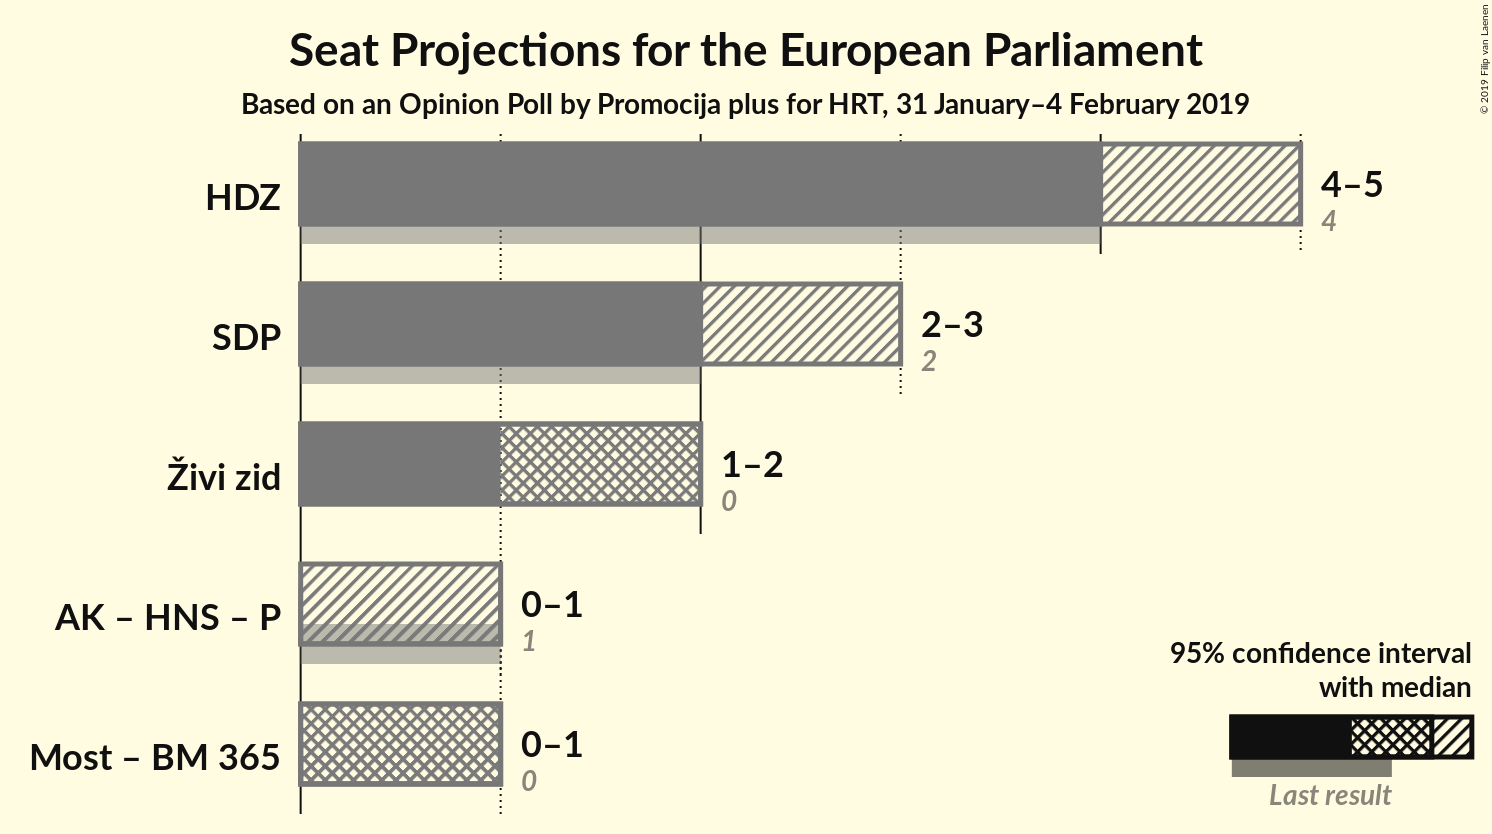 Seat Projections for the European Parliament
Based on an Opinion Poll by Promocija plus for HRT, 31 January–4 February 2019
© 2019 Filip van Laenen
HDZ
4–5
4
SDP
2–3
2
Živi zid
1–2
0
AK – HNS – P
0–1
1
Most – BM 365
0–1
0
95% confidence interval
with median
Last result